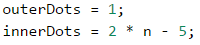 outerDots = 1;
innerDots = 2 * n - 5;